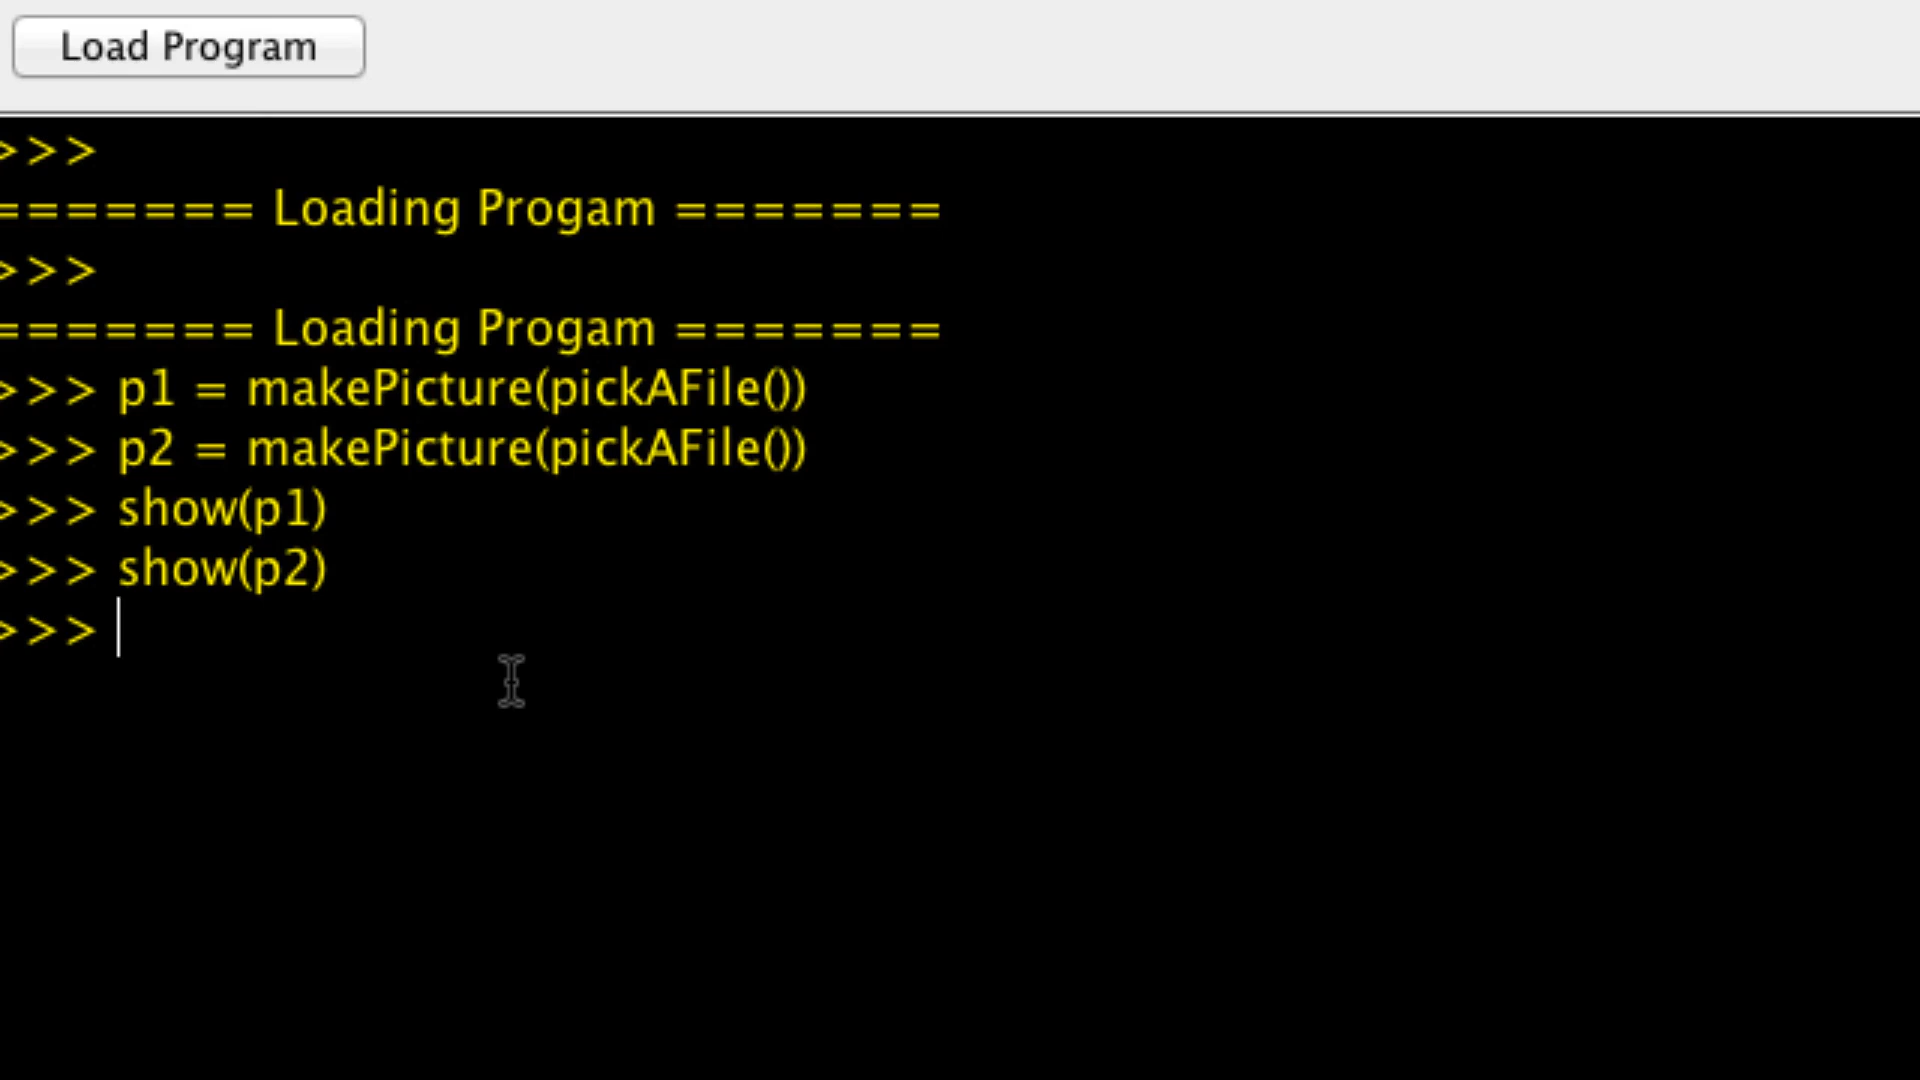 Load Program
>>>
======= Loading Progam =======
>>>
======= Loading Progam =======
>>> p1 = makePicture(pickAFile())
>>> p2 = makePicture(pickAFile())
>>> show(p1)
>>> show(p2)
>>>